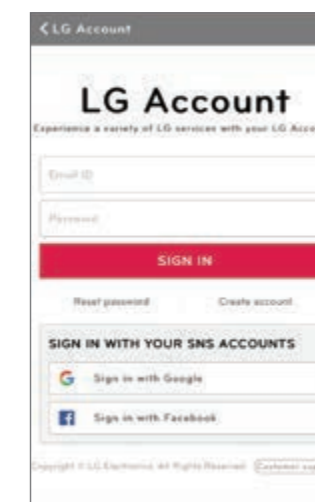 < LG Account
LG Account
Experience a variety of LG services with your LG Acco
Email ID
Password
SIGN IN
Reset password
Create account
SIGN IN WITH YOUR SNS ACCOUNTS
G Sign in with Google
f Sign in with Facebook
Copyright © LG Electronics. All Rights Reserved.
Customer sup